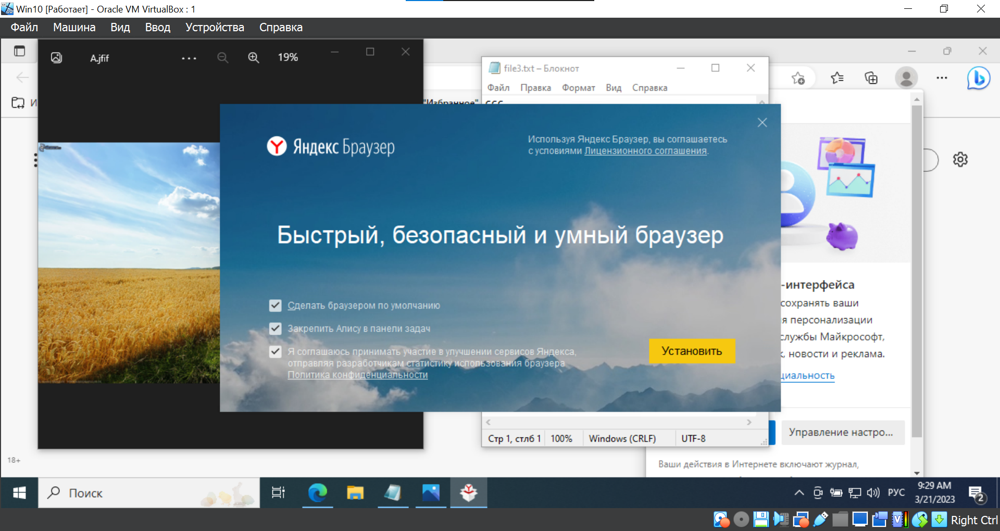 Win10 [Работает] - Oracle VM VirtualBox : 1
Файл Машина Вид Ввод Устройства Справка
A.jfif
19%
file3.txt – Блокнот
Файл Правка Формат Вид Справка
"Избранное"
Яндекс Браузер
Используя Яндекс Браузер, вы соглашаетесь
с условиями Лицензионного соглашения.
Быстрый, безопасный и умный браузер
Сделать браузером по умолчанию
Закрепить Алису в панели задач
Я соглашаюсь принимать участие в улучшении сервисов Яндекса,
отправляя разработчикам статистику использования браузера
Политика конфиденциальности
Установить
-интерфейса
сохранять ваши
я персонализации
службы Майкрософт,
, новости и реклама.
циальность
Стр 1, стлб 1 100% Windows (CRLF) UTF-8
Управление настро...
Ваши действия в Интернете включают журнал,
18+
Поиск
РУС
9:29 AM
3/21/2023
2
Right Ctrl